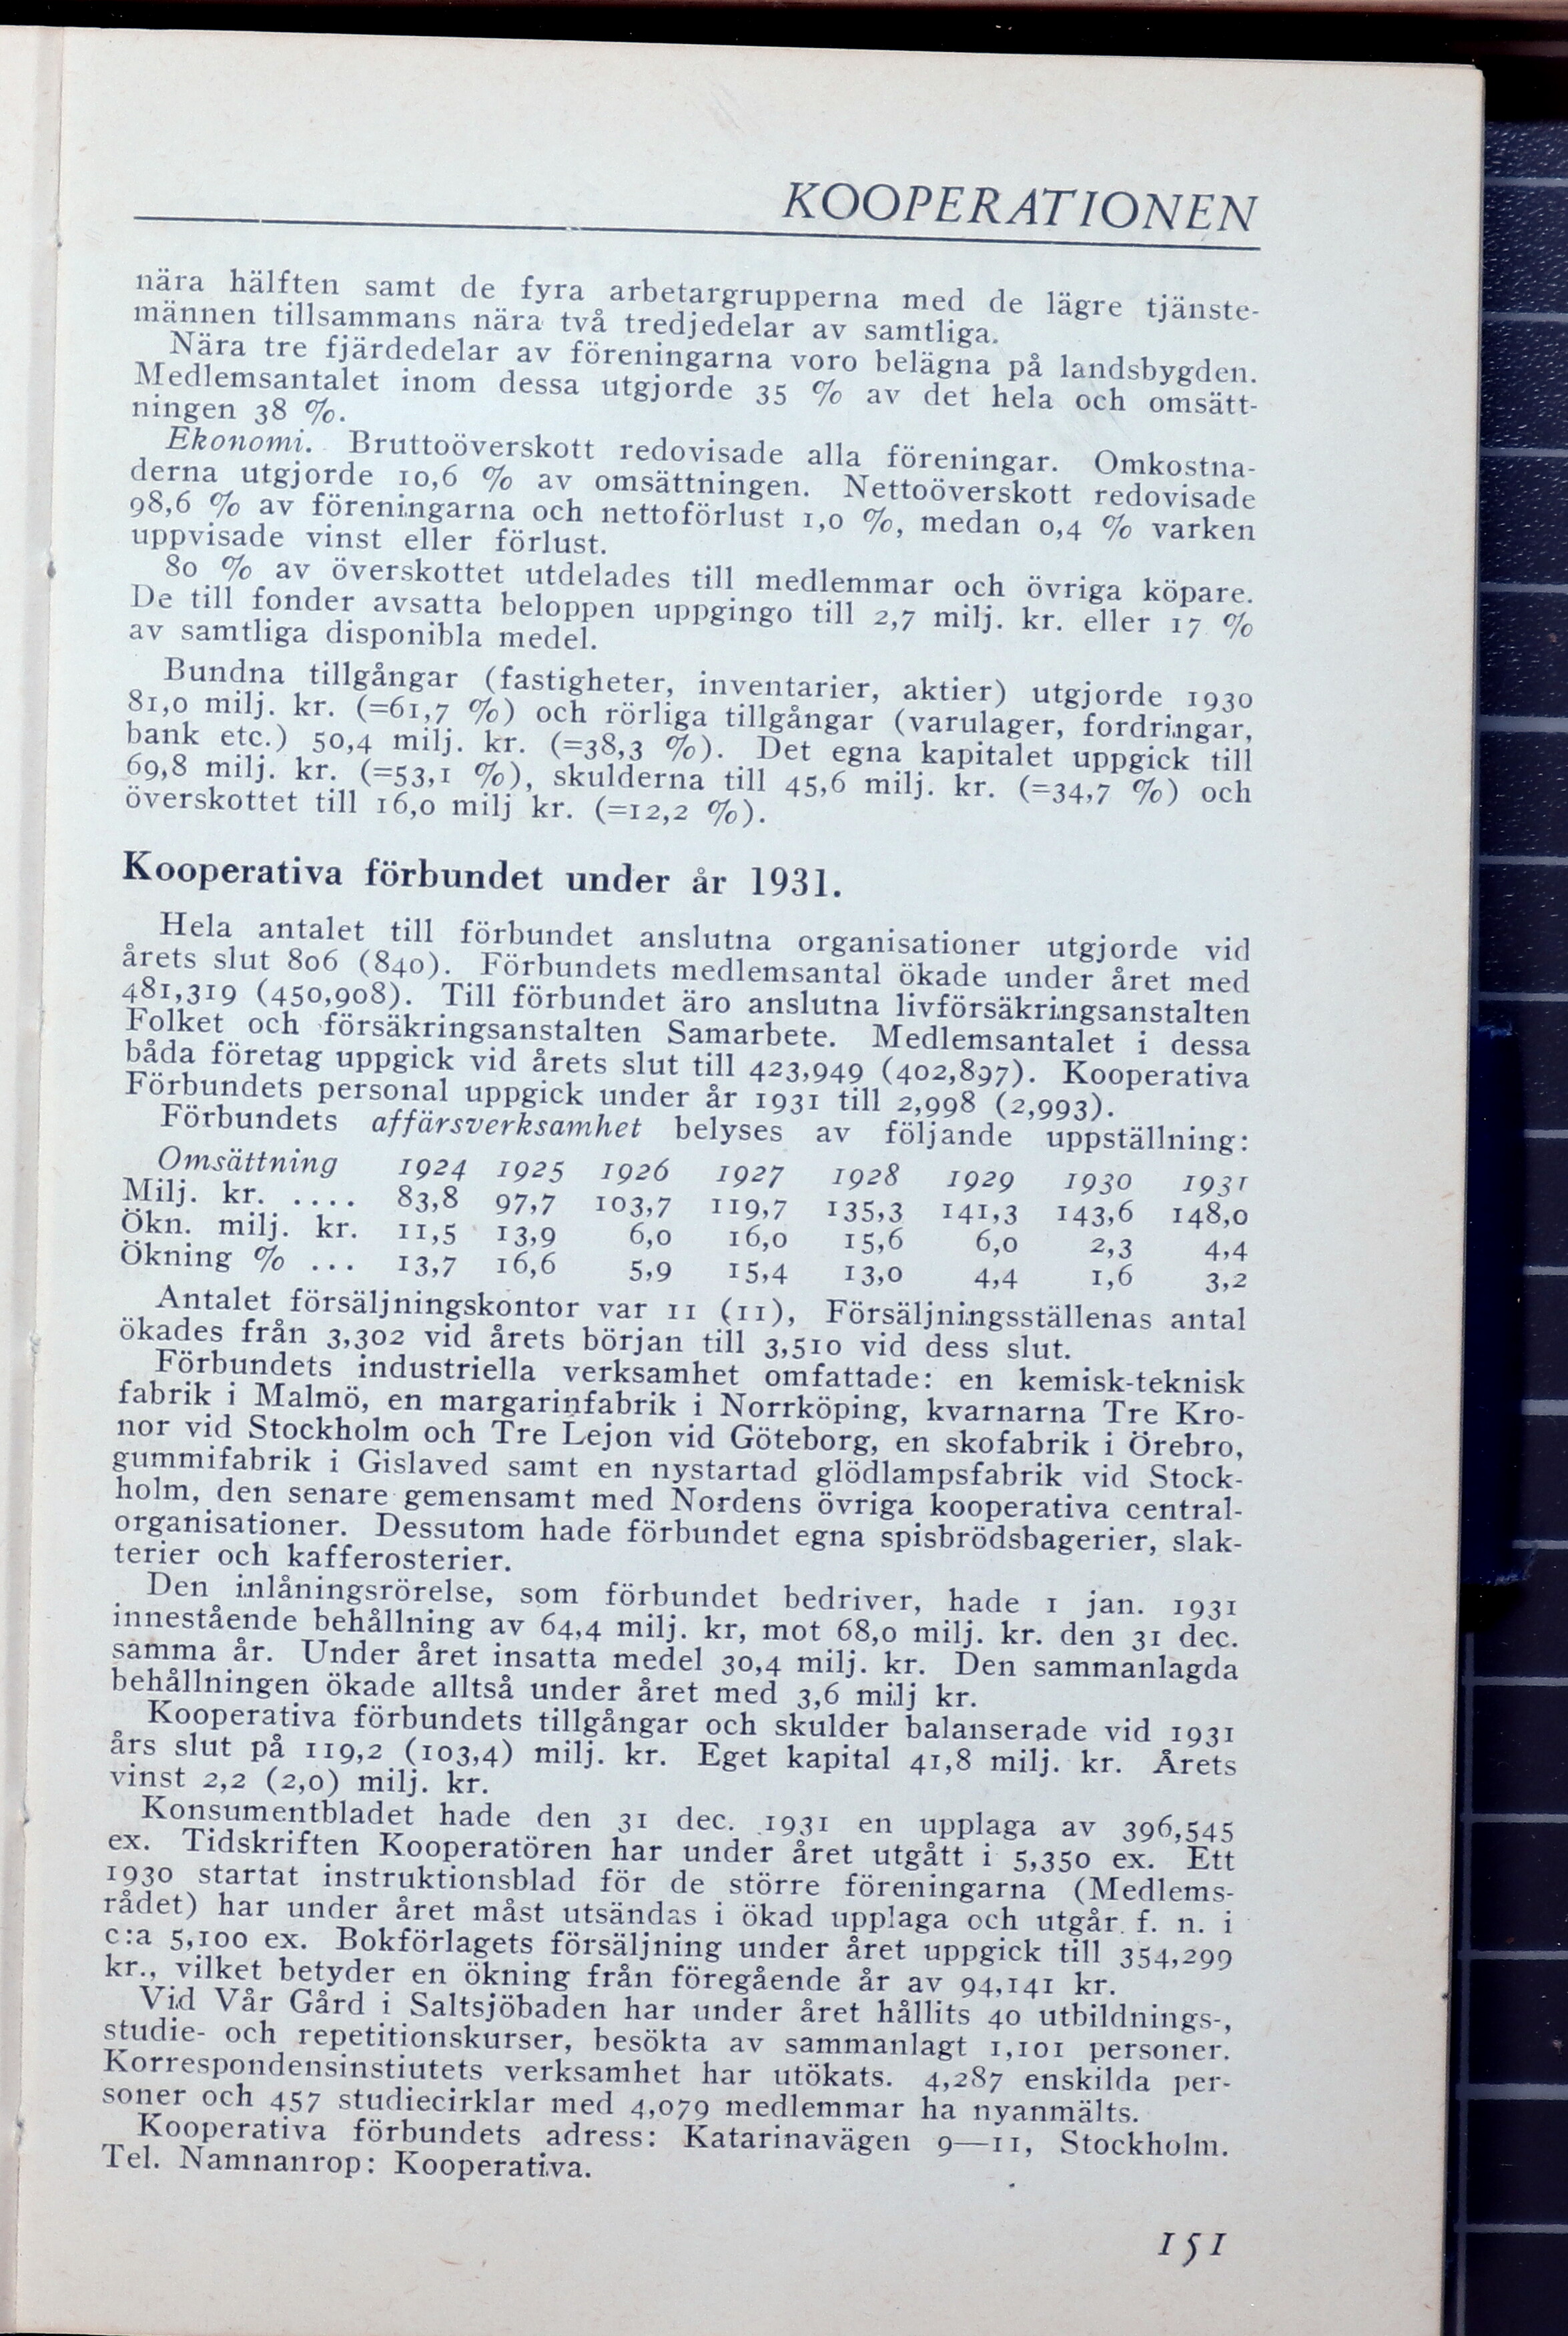 KOOPERATIONEN
nära hälften samt de fyra arbetargrupperna med de lägre tjänste-
männen tillsammans nära två tredjedelar av samtliga.
Nära tre fjärdedelar av föreningarna voro belägna på landsbygden.
Medlemsantalet inom dessa utgjorde 35 % av det hela och omsätt-
ningen 38 %.
Ekonomi. Bruttoöverskott redovisade alla föreningar. Omkostna-
derna utgjorde 10,6 % av omsättningen. Nettoöverskott redovisade
98,6 % av föreningarna och nettoförlust 1,0 %, medan 0,4 % varken
uppvisade vinst eller förlust.
80 % av överskottet utdelades till medlemmar och övriga köpare.
De till fonder avsatta beloppen uppgingo till 2,7 milj. kr. eller 17 %
av samtliga disponibla medel.
Bundna tillgångar (fastigheter, inventarier, aktier) utgjorde 1930
81,0 milj. kr. (=61,7 %) och rörliga tillgångar (varulager, fordringar,
bank etc.) 50,4 milj. kr. (=38,3 %). Det egna kapitalet uppgick till
69,8 milj. kr. (=53,1 %), skulderna till 45,6 milj. kr. (=34,7 %) och
överskottet till 16,0 milj kr. (=12,2 %).
Kooperativa förbundet under år 1931.
Hela antalet till förbundet anslutna organisationer utgjorde vid
årets slut 806 (840). Förbundets medlemsantal ökade under året med
481,319 (450,908). Till förbundet äro anslutna livförsäkringsanstalten
Folket och försäkringsanstalten Samarbete. Medlemsantalet i dessa
båda företag uppgick vid årets slut till 423,949 (402,897). Kooperativa
Förbundets personal uppgick under år 1931 till 2,998 (2,993).
Förbundets affärsverksamhet belyses av följande uppställning:
Omsättning 1924 1925 1926 1927 1928 1929 1930 1931
Milj. kr. .... 83,8 97,7 103,7 119,7 135,3 141,3 143,6 148,0
Ökn. milj. kr. 11,5 13,9 6,0 16,0 15,6 6,0 2,3 4,4
Ökning % ... 13,7 16,6 5,9 15,4 13,0 4,4 1,6 3,2
Antalet försäljningskontor var 11 (11), Försäljningsställenas antal
ökades från 3,302 vid årets början till 3,510 vid dess slut.
Förbundets industriella verksamhet omfattade: en kemisk-teknisk
fabrik i Malmö, en margarinfabrik i Norrköping, kvarnarna Tre Kro-
nor vid Stockholm och Tre Lejon vid Göteborg, en skofabrik i Örebro,
gummifabrik i Gislaved samt en nystartad glödlampsfabrik vid Stock-
holm, den senare gemensamt med Nordens övriga kooperativa central-
organisationer. Dessutom hade förbundet egna spisbrödsbagerier, slak-
terier och kafferosterier.
Den inlåningsrörelse, som förbundet bedriver, hade 1 jan. 1931
innestående behållning av 64,4 milj. kr, mot 68,0 milj. kr. den 31 dec.
samma år. Under året insatta medel 30,4 milj. kr. Den sammanlagda
behållningen ökade alltså under året med 3,6 milj kr.
Kooperativa förbundets tillgångar och skulder balanserade vid 1931
års slut på 119,2 (103,4) milj. kr. Eget kapital 41,8 milj. kr. Årets
vinst 2,2 (2,0) milj. kr.
Konsumentbladet hade den 31 dec. 1931 en upplaga av 396,545
ex. Tidskriften Kooperatören har under året utgått i 5,350 ex. Ett
1930 startat instruktionsblad för de större föreningarna (Medlems-
rådet) har under året måst utsändas i ökad upplaga och utgår f. n. i
c:a 5,100 ex. Bokförlagets försäljning under året uppgick till 354,299
kr., vilket betyder en ökning från föregående år av 94,141 kr.
Vid Vår Gård i Saltsjöbaden har under året hållits 40 utbildnings-,
studie- och repetitionskurser, besökta av sammanlagt 1,101 personer.
Korrespondensinstiutets verksamhet har utökats. 4,287 enskilda per-
soner och 457 studiecirklar med 4,079 medlemmar ha nyanmälts.
Kooperativa förbundets adress: Katarinavägen 9—11, Stockholm.
Tel. Namnanrop: Kooperativa.
151